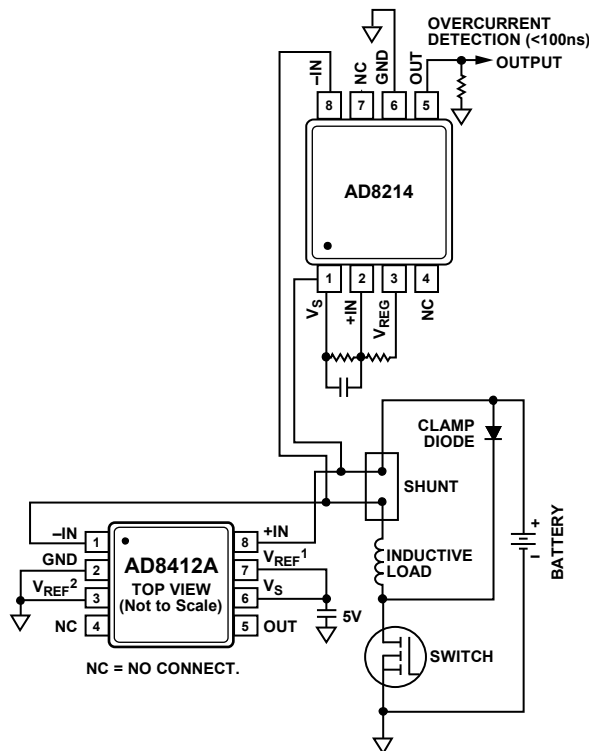 OVERCURRENT
DETECTION (<100ns)
OUTPUT
–IN
NC
GND
OUT
8
7
6
5
AD8214
1
2
3
4
VS
+IN
VREG
NC
CLAMP
DIODE
SHUNT
INDUCTIVE
LOAD
+
–
BATTERY
SWITCH
–IN
1
GND
2
VREF2
3
NC
4
AD8412A
TOP VIEW
(Not to Scale)
8
+IN
7
VREF1
6
VS
5
OUT
5V
NC = NO CONNECT.